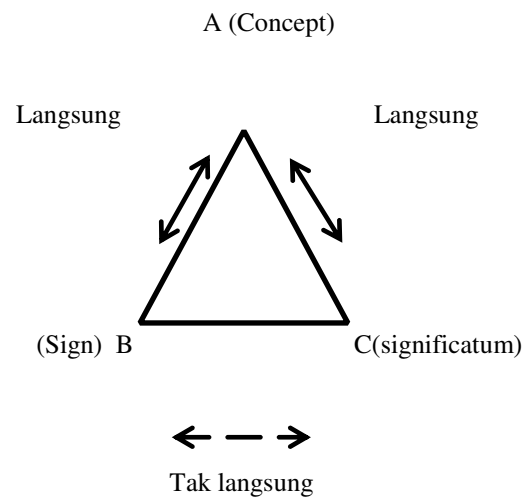 A (Concept)
Langsung Langsung
(Sign) B C(significatum)
Tak langsung